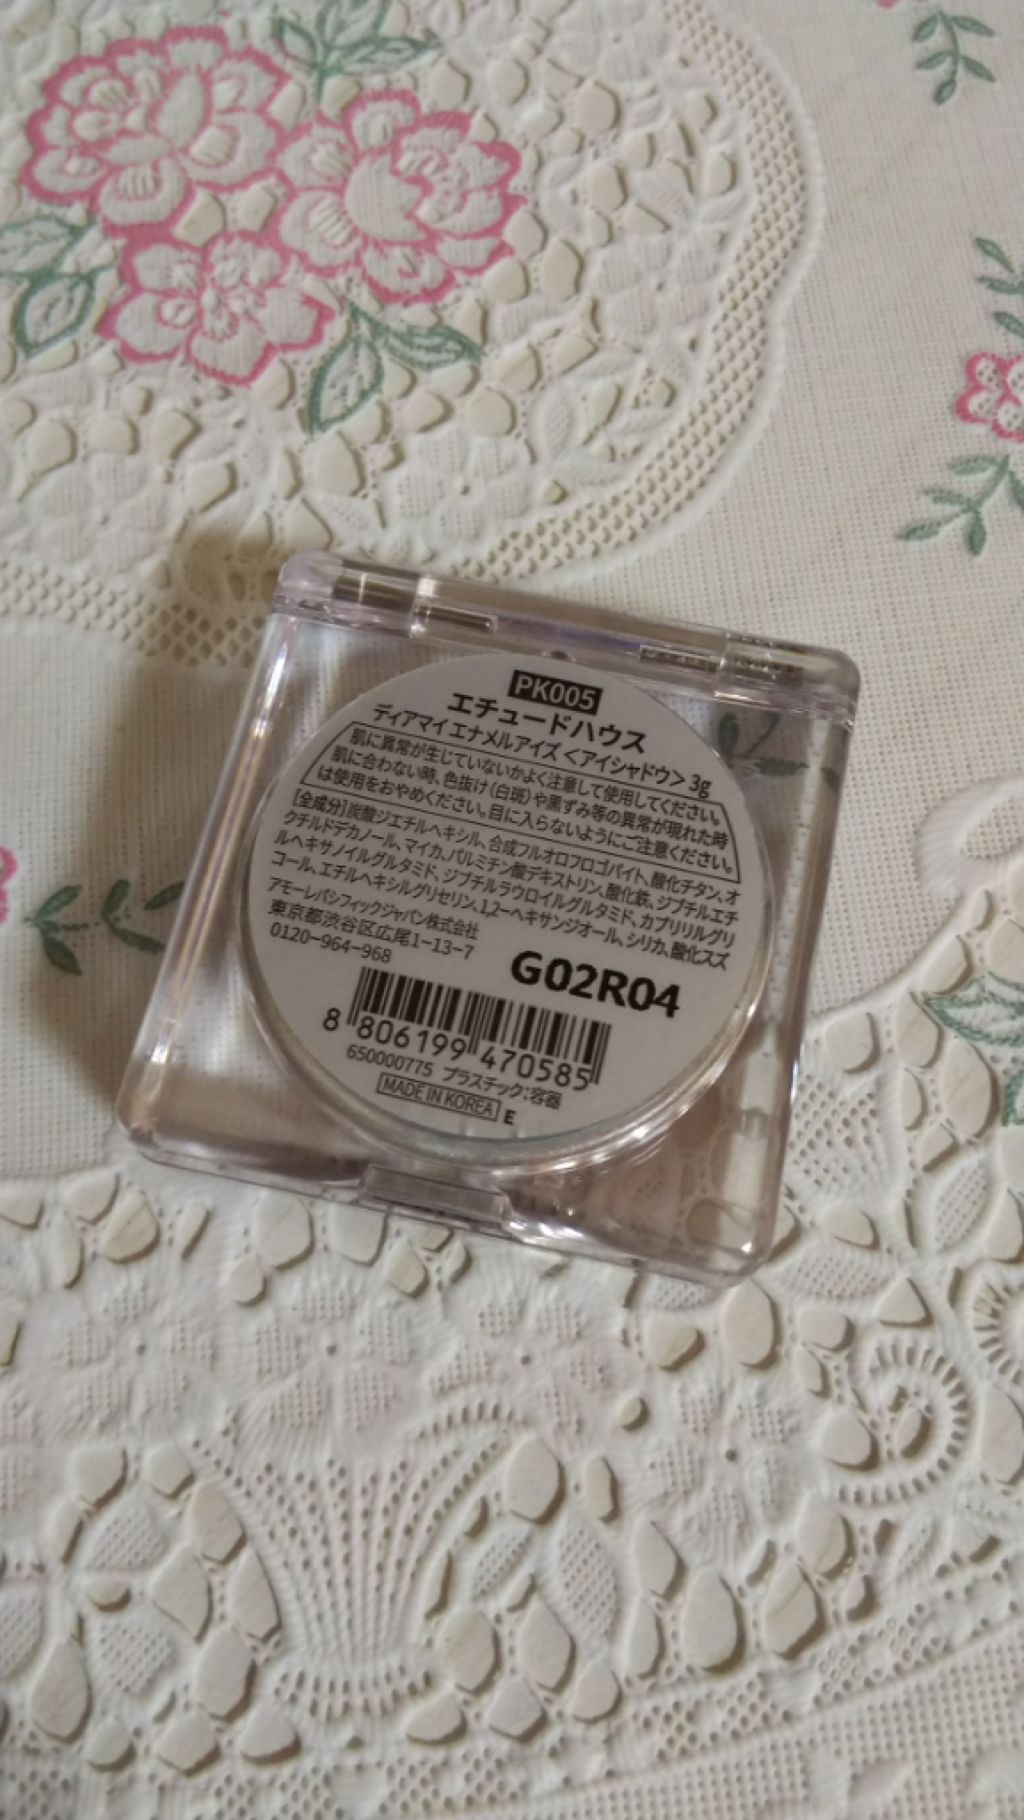 PK005
エチュードハウス
ディアマイ エナメルアイズ <アイシャドウ> 3g
肌に異常が生じていないかよく注意して使用してください。
肌に合わない時、色抜け(白斑)や黒ずみ等の異常が現れた時
は使用をおやめください。目に入らないようにご注意ください。
[全成分]炭酸ジエチルヘキシル、合成フルオロフロゴパイト、酸化チタン、オ
クチルドデカノール、マイカ、パルミチン酸デキストリン、酸化鉄、ジブチルエチ
ルヘキサノイルグルタミド、ジブチルラウロイルグルタミド、カプリリルグリ
コール、エチルヘキシルグリセリン、1,2-ヘキサンジオール、シリカ、酸化スズ
アモーレパシフィックジャパン株式会社
東京都渋谷区広尾1-13-7
0120-964-968
G02R04
8 806199 470585
650000775 プラスチック:容器
MADE IN KOREA E